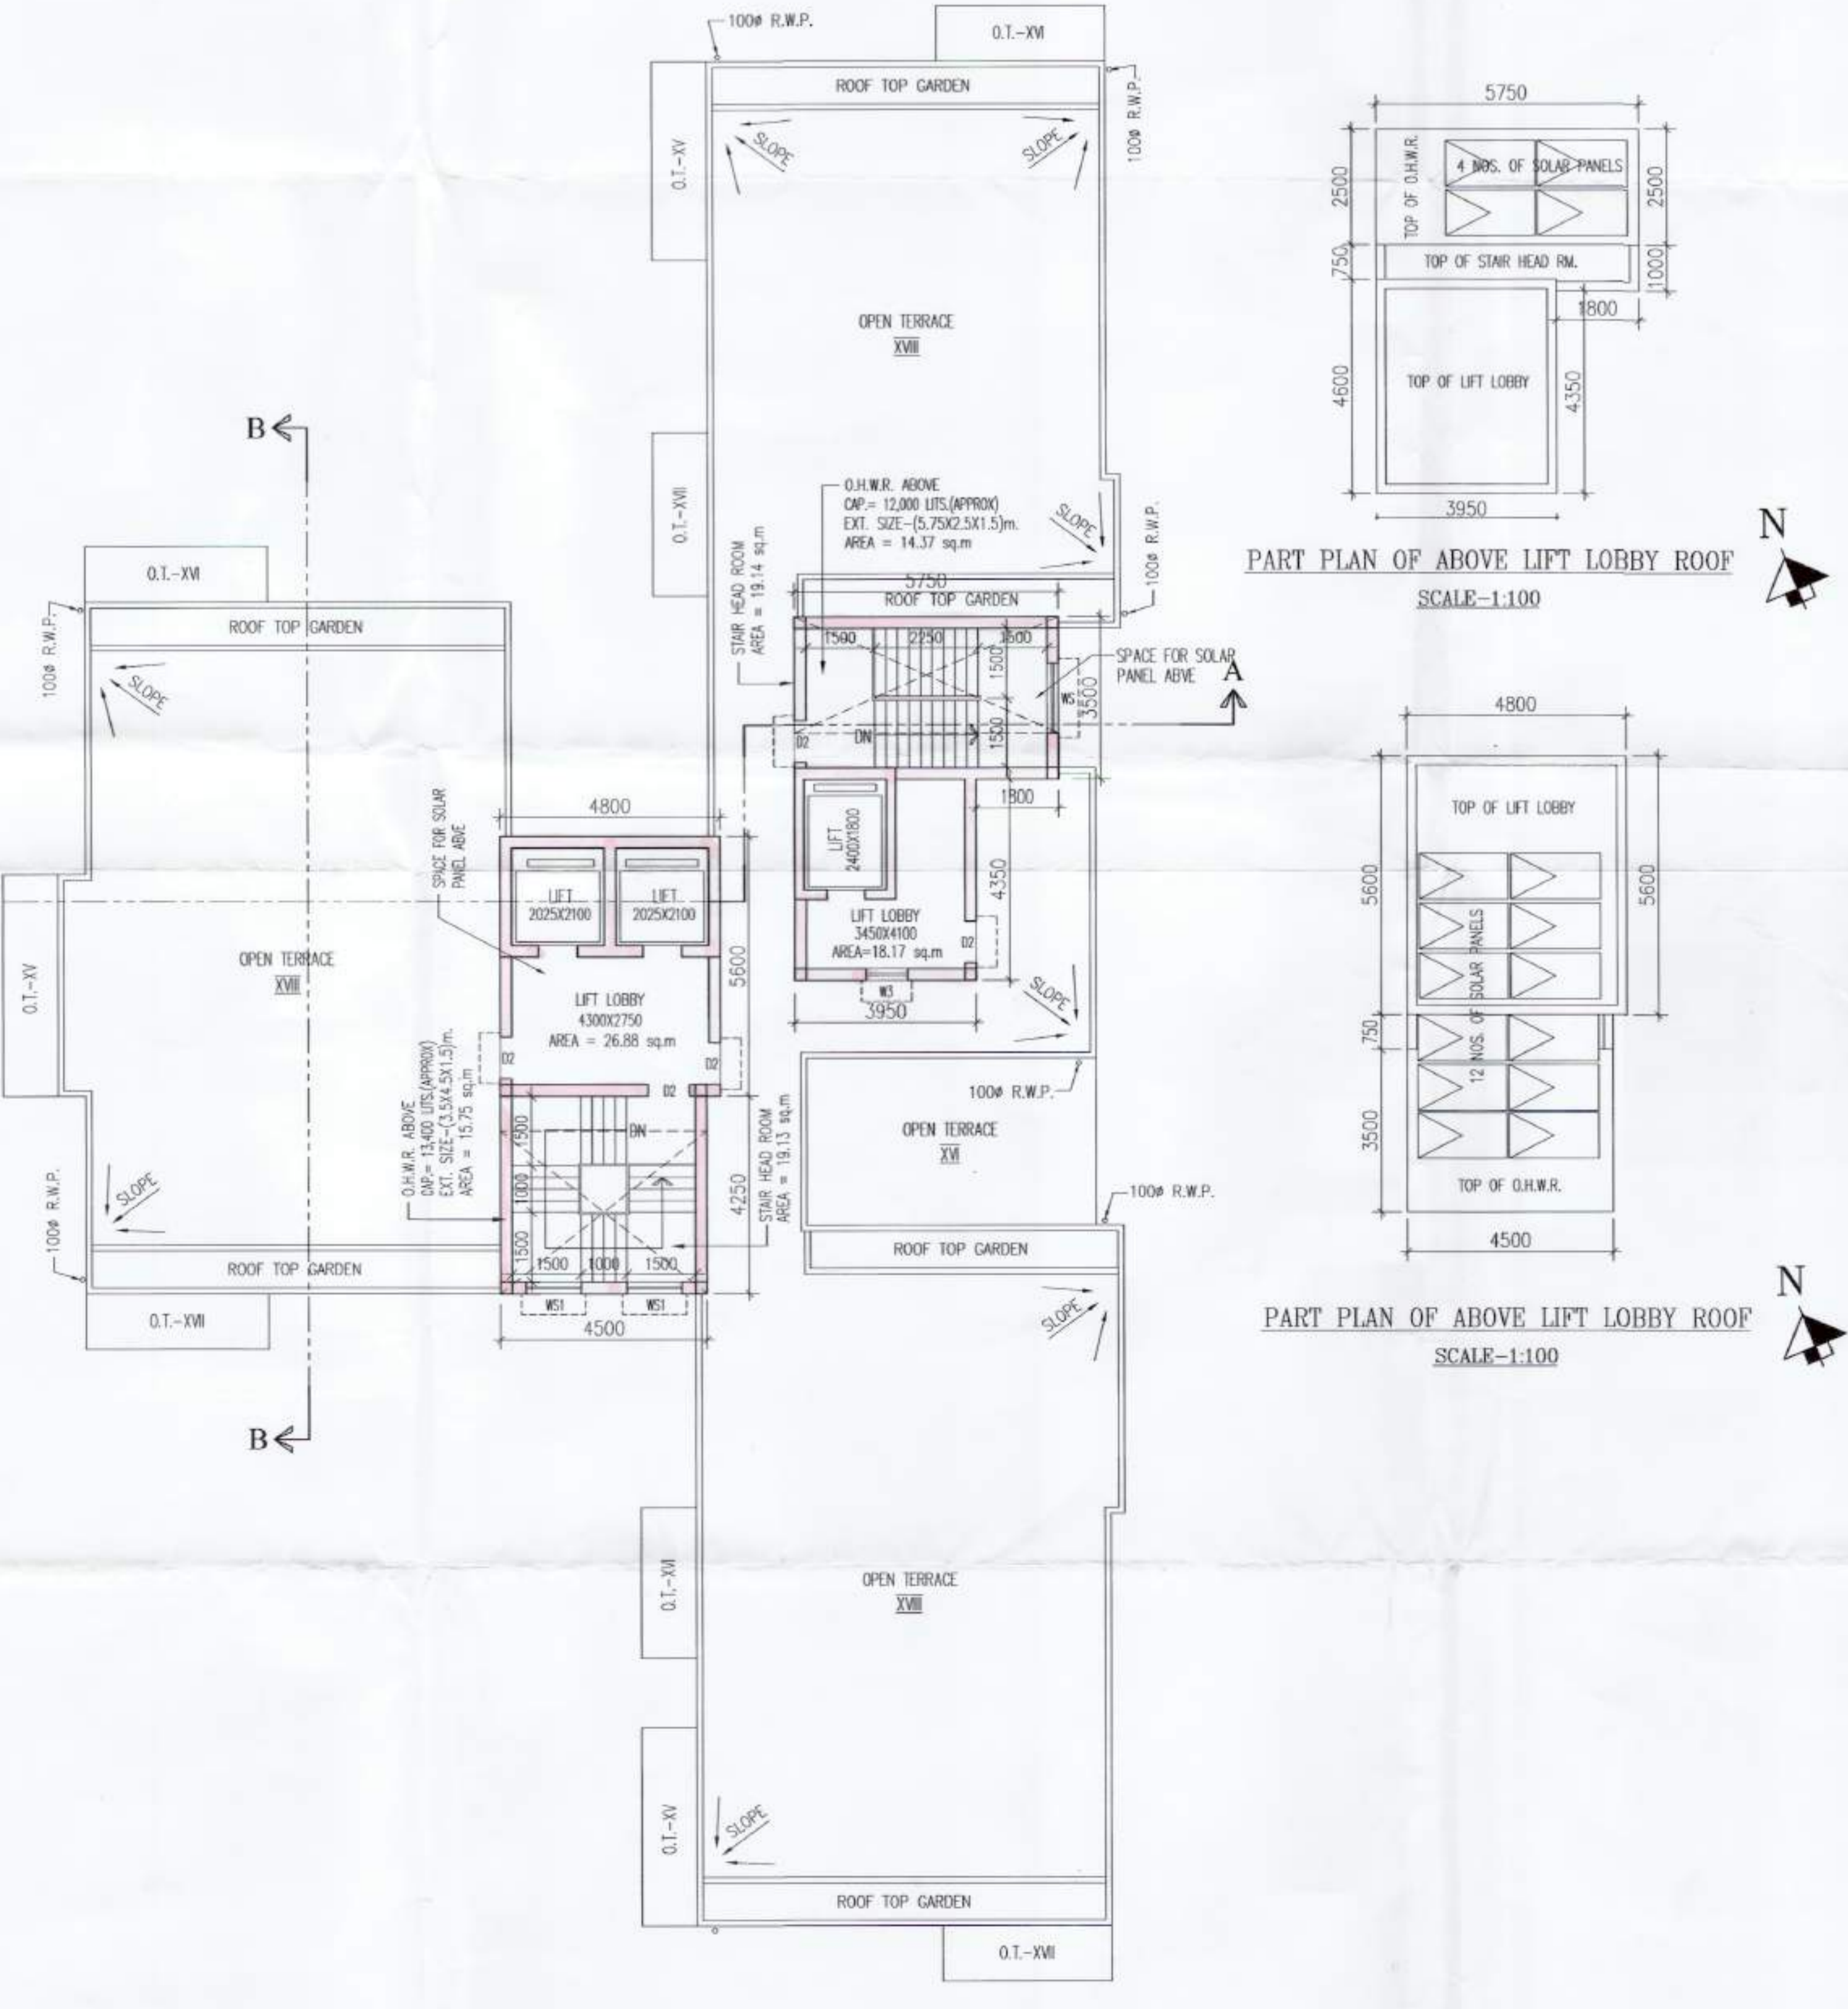 100ø R.W.P.
O.T.-XVI
ROOF TOP GARDEN
100ø R.W.P.
O.T.-XV
SLOPE
SLOPE
OPEN TERRACE
XVIII
O.T.-XVII
O.H.W.R. ABOVE
CAP.= 12,000 LITS.(APPROX)
EXT. SIZE-(5.75X2.5X1.5)m.
AREA = 14.37 sq.m
SLOPE
100ø R.W.P.
STAIR HEAD ROOM
AREA = 19.14 sq.m
5750
ROOF TOP GARDEN
1500
2250
1500
1500
1500
3500
SPACE FOR SOLAR
PANEL ABVE
A
WS
D2
DN
1800
LIFT
2400X1800
4350
LIFT LOBBY
3450X4100
AREA=18.17 sq.m
D2
W3
3950
SLOPE
100ø R.W.P.
OPEN TERRACE
XVI
100ø R.W.P.
ROOF TOP GARDEN
SLOPE
B
O.T.-XVI
100ø R.W.P.
ROOF TOP GARDEN
SLOPE
SPACE FOR SOLAR
PANEL ABVE
4800
LIFT
2025X2100
LIFT
2025X2100
OPEN TERRACE
XVIII
O.T.-XV
5600
LIFT LOBBY
4300X2750
AREA = 26.88 sq.m
D2
D2
D2
O.H.W.R. ABOVE
CAP.= 13,400 LITS.(APPROX)
EXT. SIZE-(3.5X4.5X1.5)m.
AREA = 15.75 sq.m
DN
1500
1000
1500
1500
1000
1500
4250
STAIR HEAD ROOM
AREA = 19.13 sq.m
WS1
WS1
4500
SLOPE
100ø R.W.P.
ROOF TOP GARDEN
O.T.-XVII
B
OPEN TERRACE
XVIII
O.T.-XVI
O.T.-XV
SLOPE
ROOF TOP GARDEN
O.T.-XVII
5750
2500
TOP OF O.H.W.R.
4 NOS. OF SOLAR PANELS
2500
750
TOP OF STAIR HEAD RM.
1000
1800
4600
TOP OF LIFT LOBBY
4350
3950
PART PLAN OF ABOVE LIFT LOBBY ROOF
SCALE-1:100
N
4800
TOP OF LIFT LOBBY
5600
5600
12 NOS. OF SOLAR PANELS
750
3500
TOP OF O.H.W.R.
4500
PART PLAN OF ABOVE LIFT LOBBY ROOF
SCALE-1:100
N